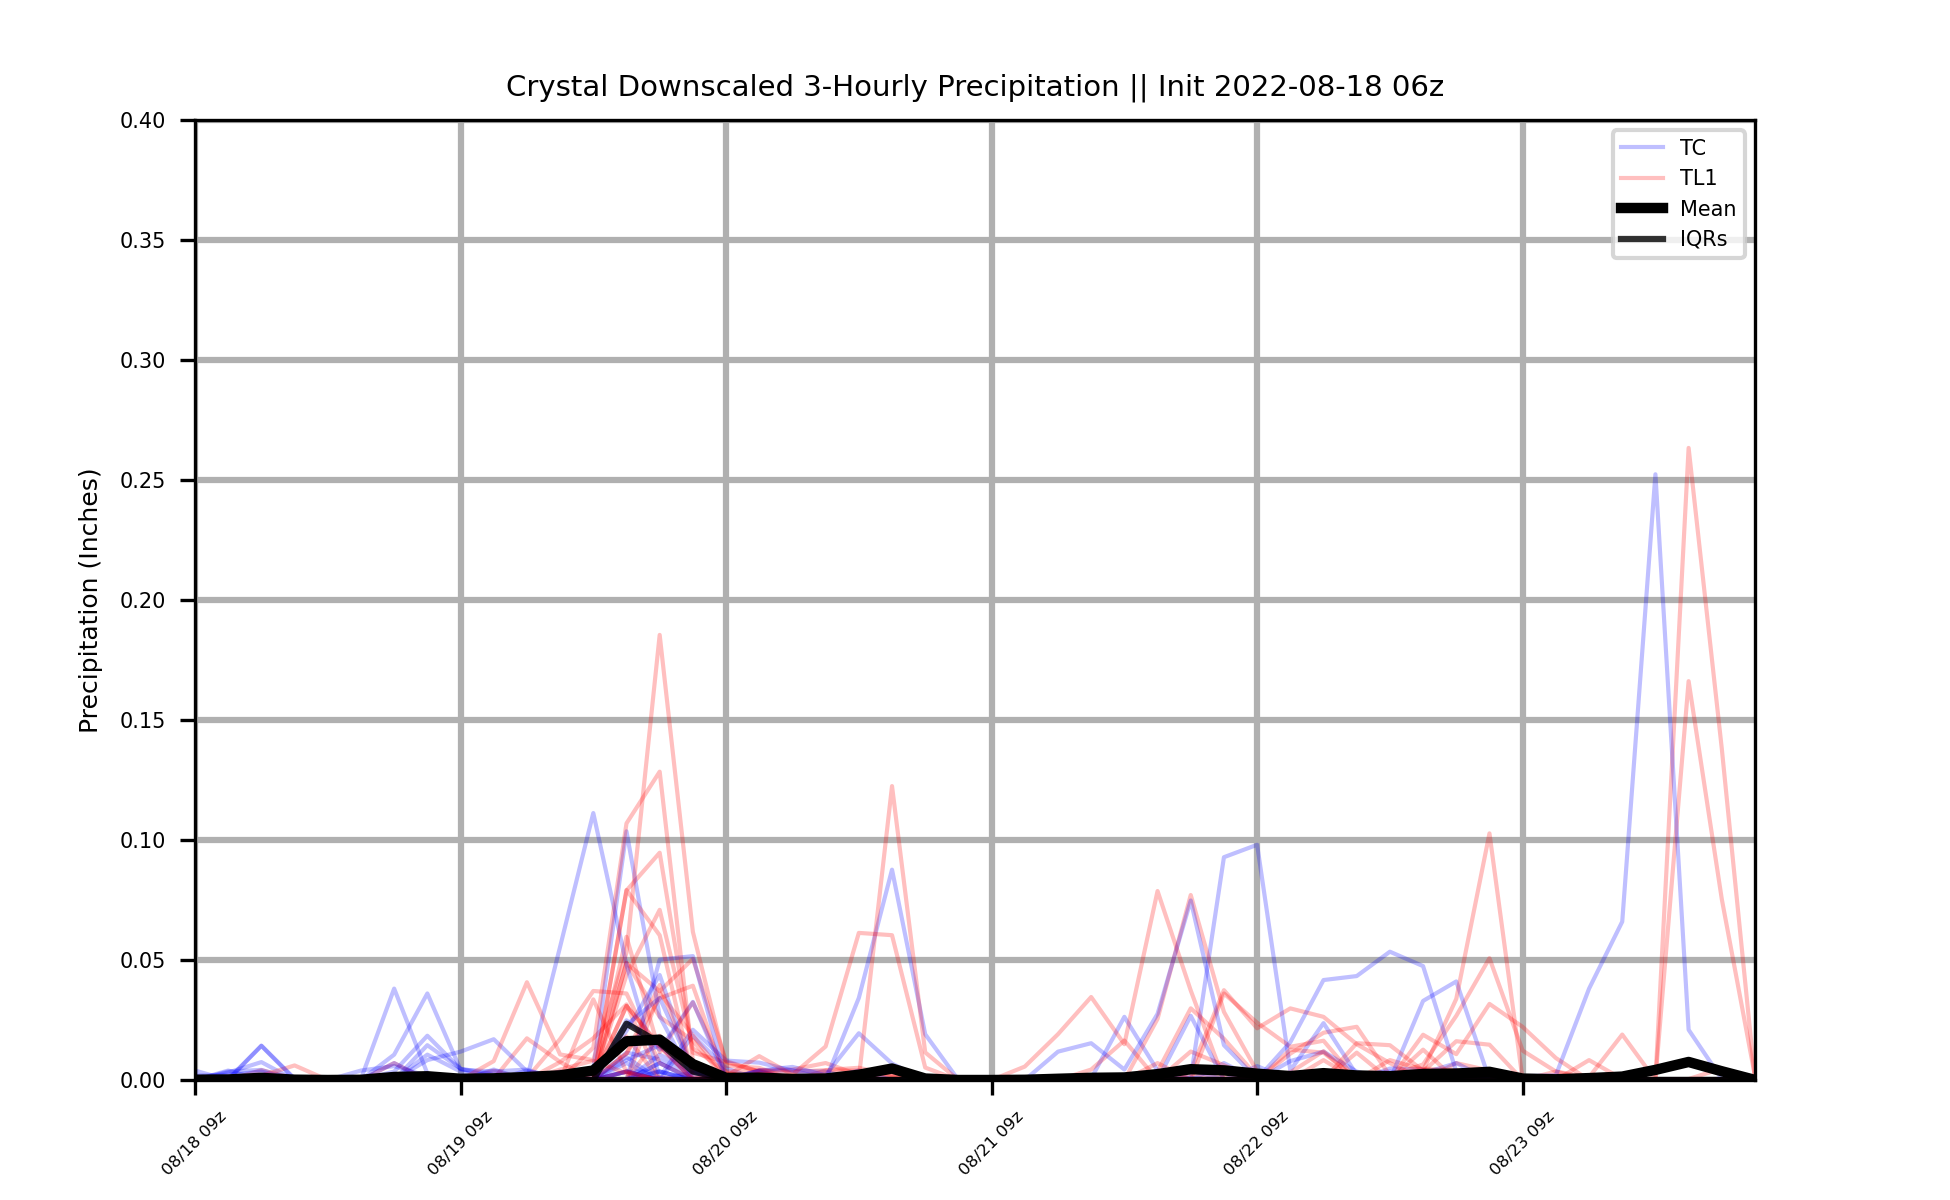 Crystal Downscaled 3-Hourly Precipitation || Init 2022-08-18 06z
Precipitation (Inches)
0.40
0.35
0.30
0.25
0.20
0.15
0.10
0.05
0.00
TC
TL1
Mean
IQRs
08/18 09z
08/19 09z
08/20 09z
08/21 09z
08/22 09z
08/23 09z